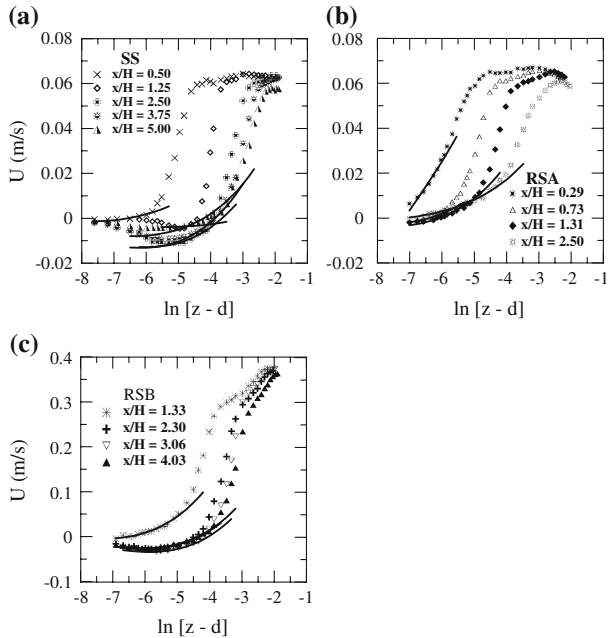 (a)
0.08
0.06
0.04
0.02
0
-0.02
U (m/s)
SS
x/H = 0.50
x/H = 1.25
x/H = 2.50
x/H = 3.75
x/H = 5.00
-8 -7 -6 -5 -4 -3 -2 -1
ln [z - d]
(b)
0.08
0.06
0.04
0.02
0
-0.02
RSA
x/H = 0.29
x/H = 0.73
x/H = 1.31
x/H = 2.50
-8 -7 -6 -5 -4 -3 -2 -1
ln [z - d]
(c)
0.4
0.3
0.2
0.1
0
-0.1
U (m/s)
RSB
x/H = 1.33
x/H = 2.30
x/H = 3.06
x/H = 4.03
-8 -7 -6 -5 -4 -3 -2 -1
ln [z - d]